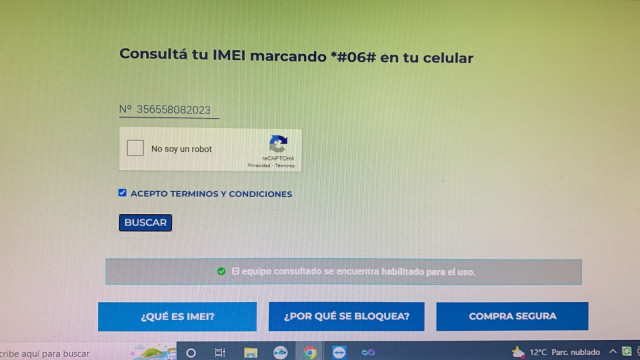 Consultá tu IMEI marcando *#06# en tu celular
Nº 356558082023
No soy un robot
reCAPTCHA
Privacidad - Términos
ACEPTO TERMINOS Y CONDICIONES
BUSCAR
El equipo consultado se encuentra habilitado para el uso.
¿QUÉ ES IMEI?
¿POR QUÉ SE BLOQUEA?
COMPRA SEGURA
cribe aquí para buscar
12°C Parc. nublado